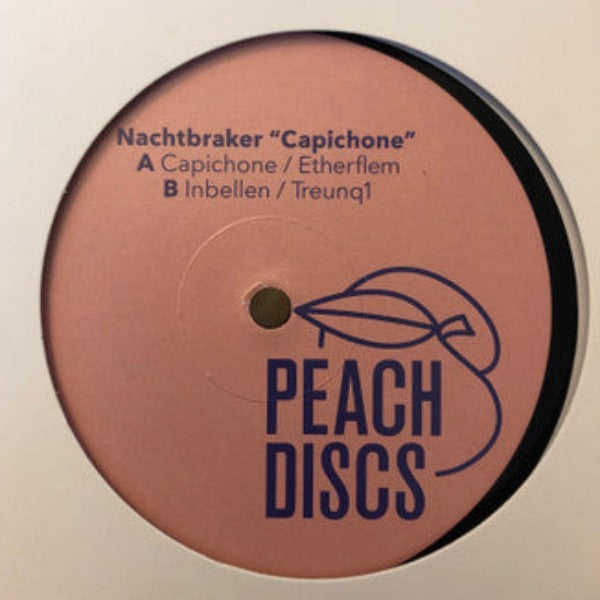 Nachtbraker “Capichone”
A Capichone / Etherflem
B Inbellen / Treunq1
PEACH
DISCS